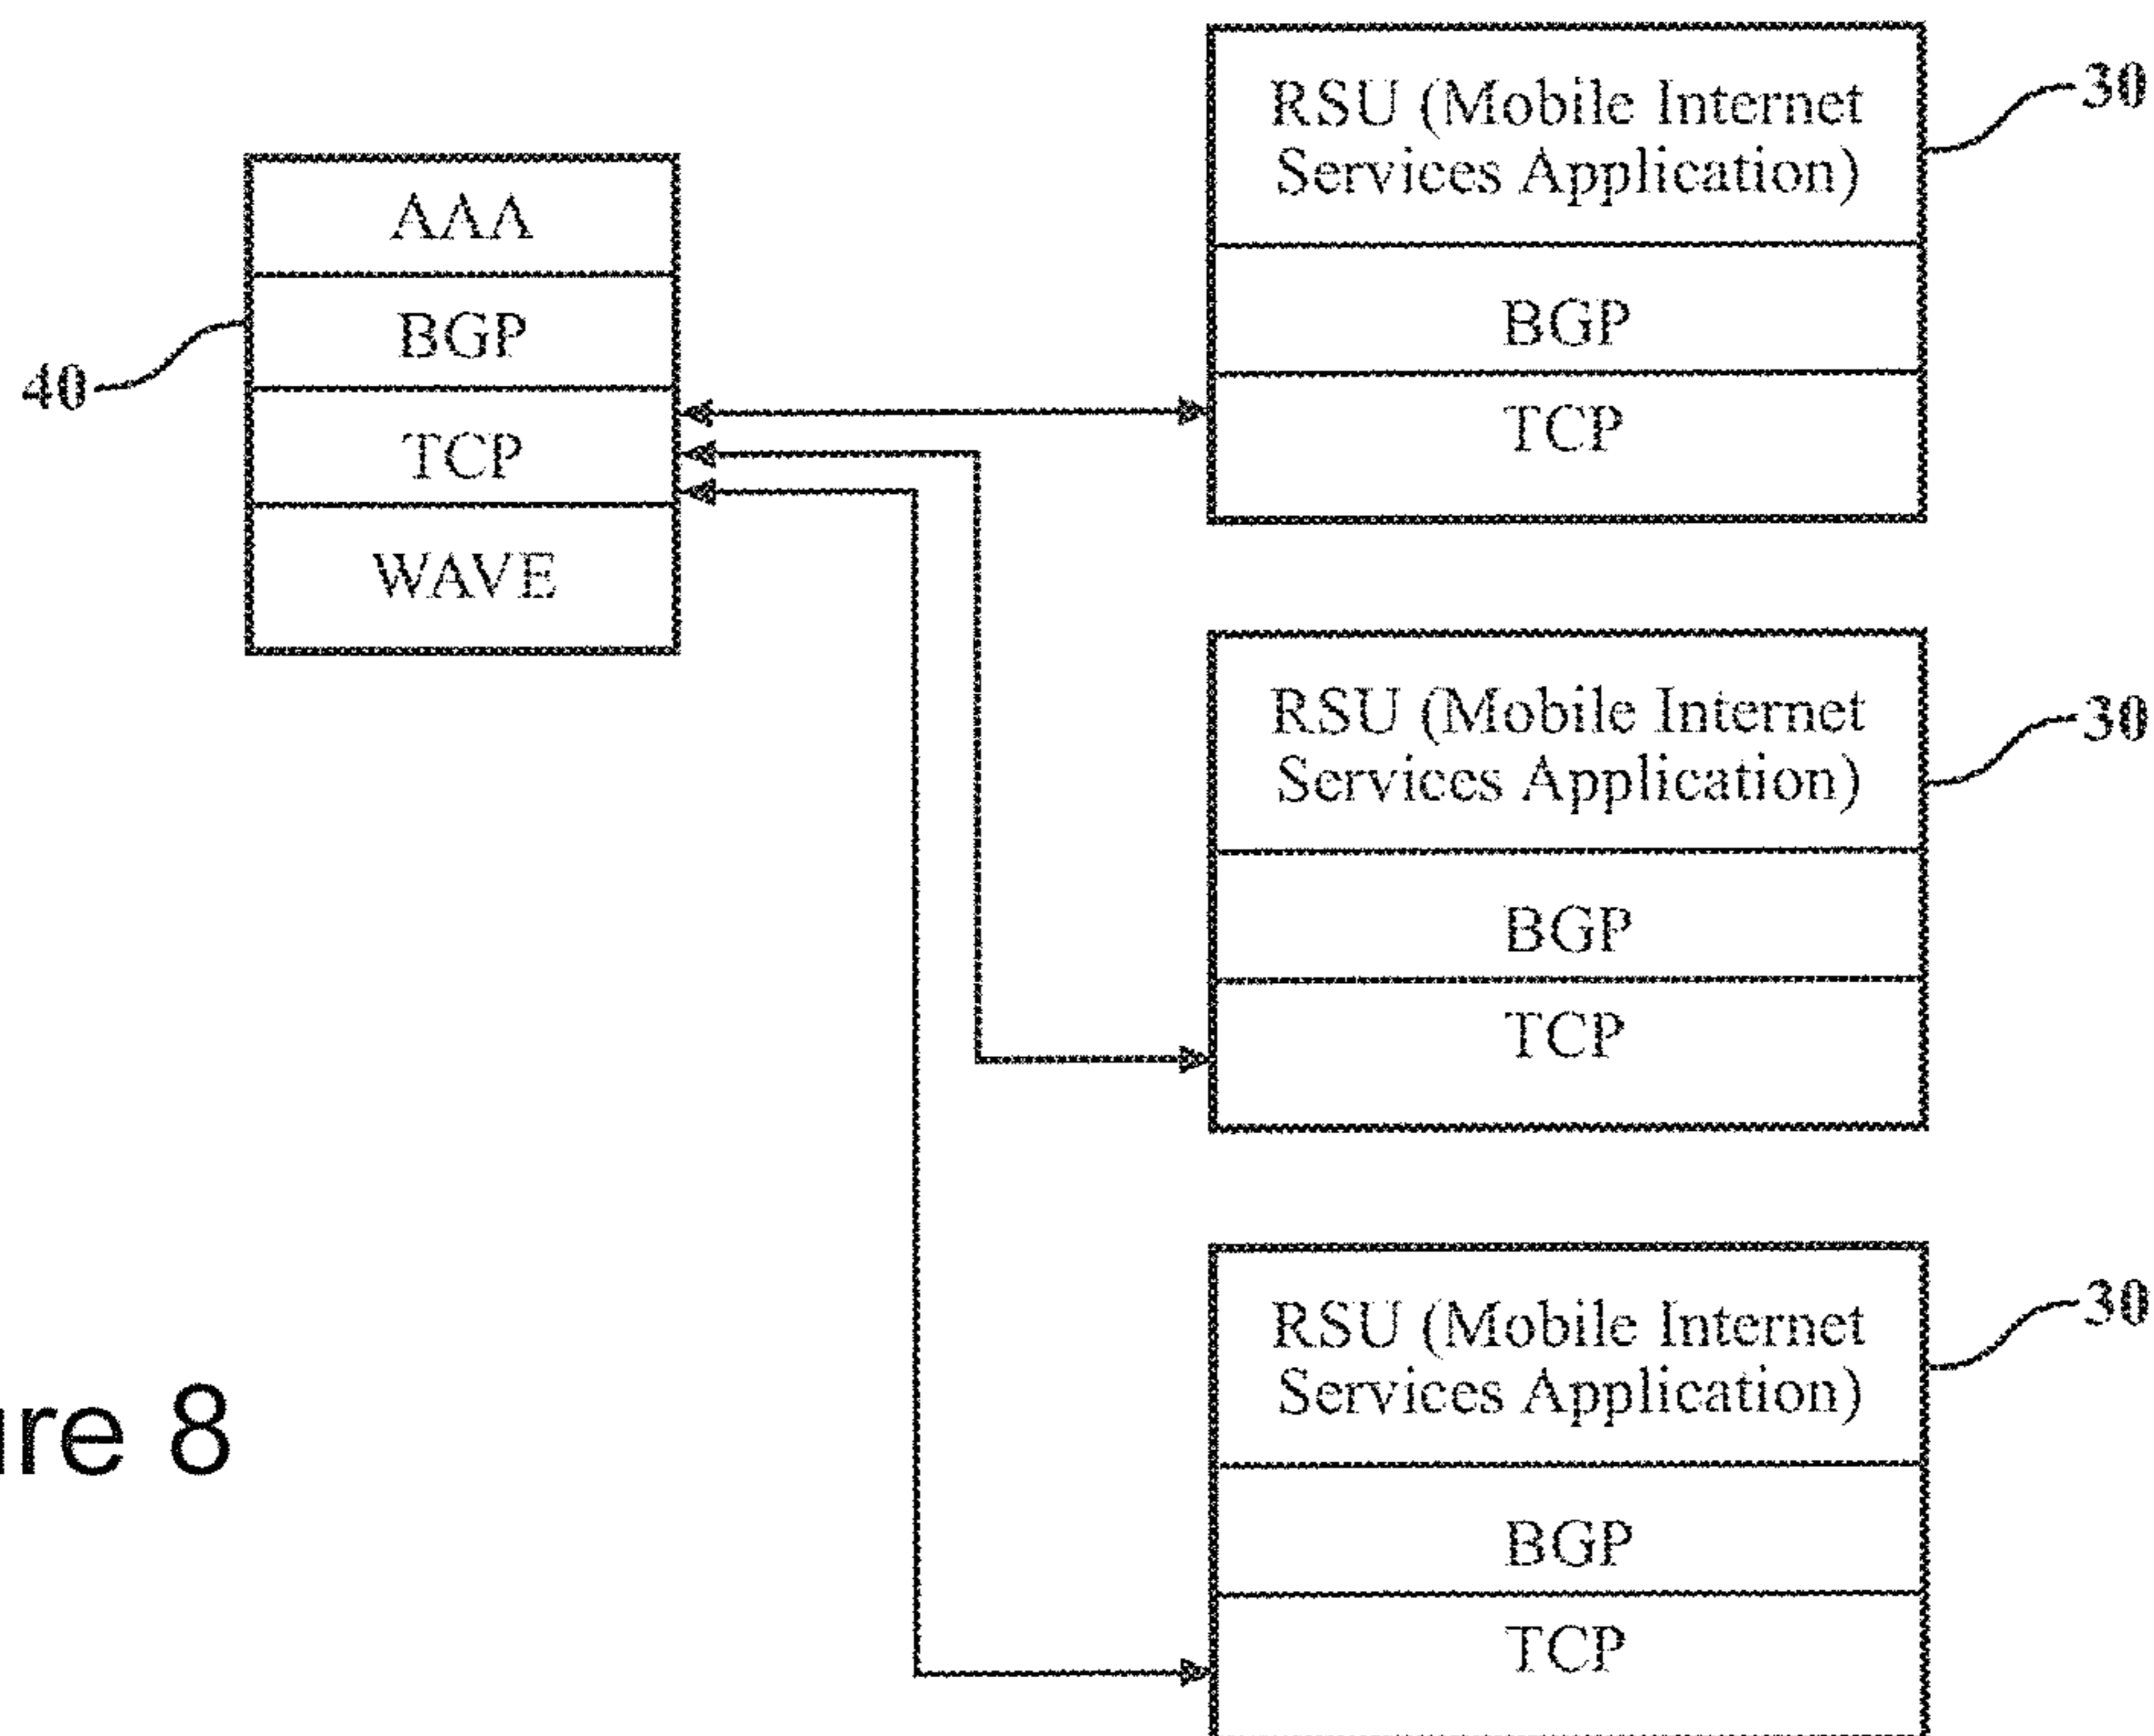 AAA
BGP
TCP
WAVE
40
RSU (Mobile Internet
Services Application)
BGP
TCP
30
RSU (Mobile Internet
Services Application)
BGP
TCP
30
RSU (Mobile Internet
Services Application)
BGP
TCP
30
ure 8